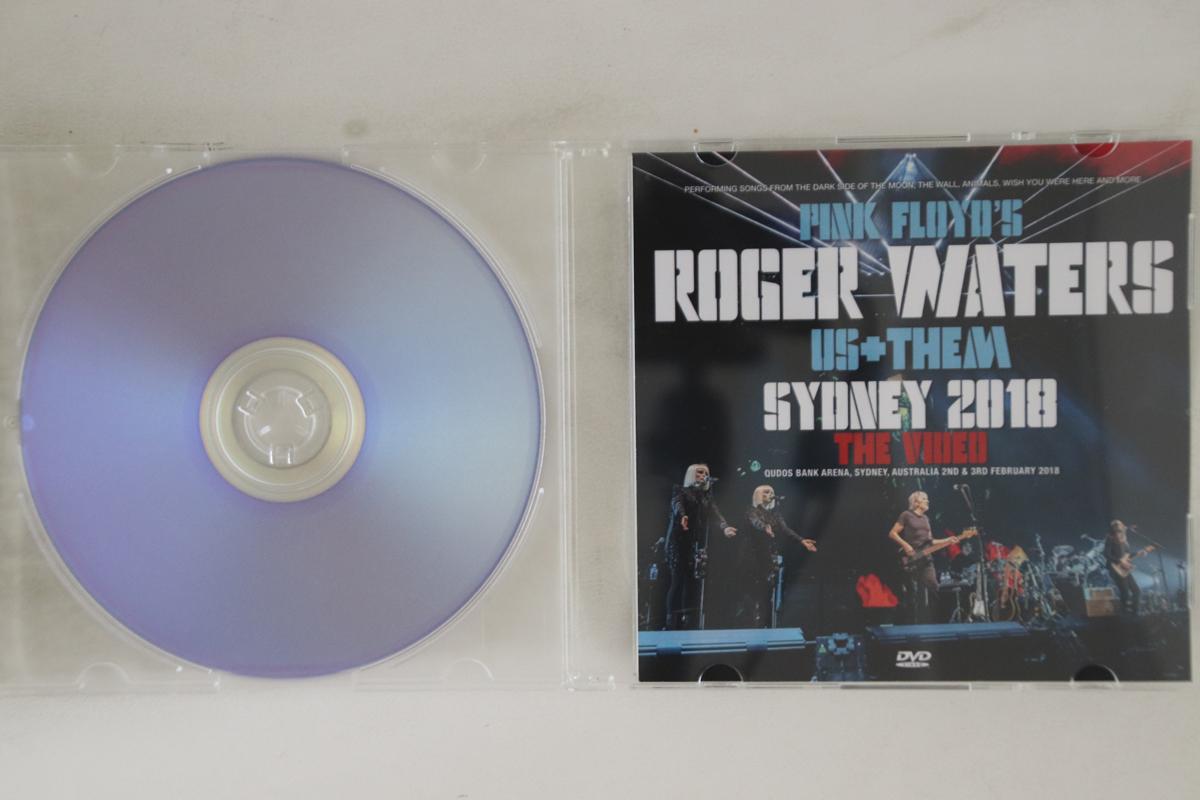 PERFORMING SONGS FROM THE DARK SIDE OF THE MOON, THE WALL, ANIMALS, WISH YOU WERE HERE AND MORE
PINK FLOYD'S
ROGER WATERS
US+THEM
SYDNEY 2018
THE VIDEO
QUDOS BANK ARENA, SYDNEY, AUSTRALIA 2ND & 3RD FEBRUARY 2018
DVD
VIDEO